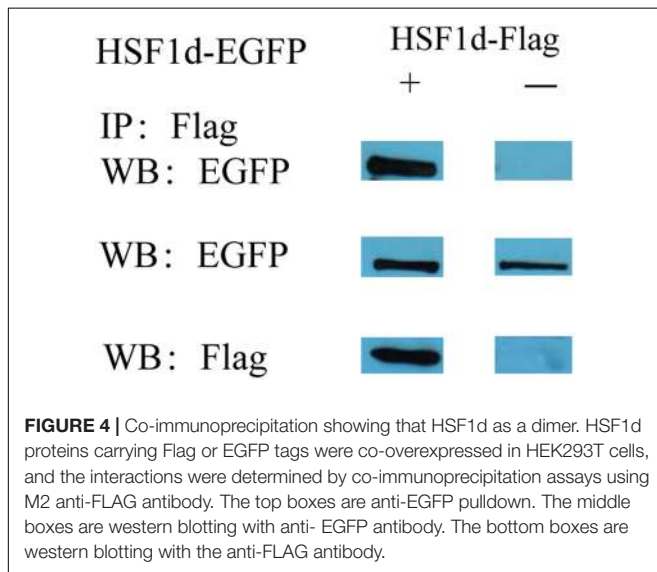 HSF1d-EGFP
HSF1d-Flag
+ —
IP: Flag
WB: EGFP
WB: EGFP
WB: Flag
FIGURE 4 | Co-immunoprecipitation showing that HSF1d as a dimer. HSF1d
proteins carrying Flag or EGFP tags were co-overexpressed in HEK293T cells,
and the interactions were determined by co-immunoprecipitation assays using
M2 anti-FLAG antibody. The top boxes are anti-EGFP pulldown. The middle
boxes are western blotting with anti- EGFP antibody. The bottom boxes are
western blotting with the anti-FLAG antibody.